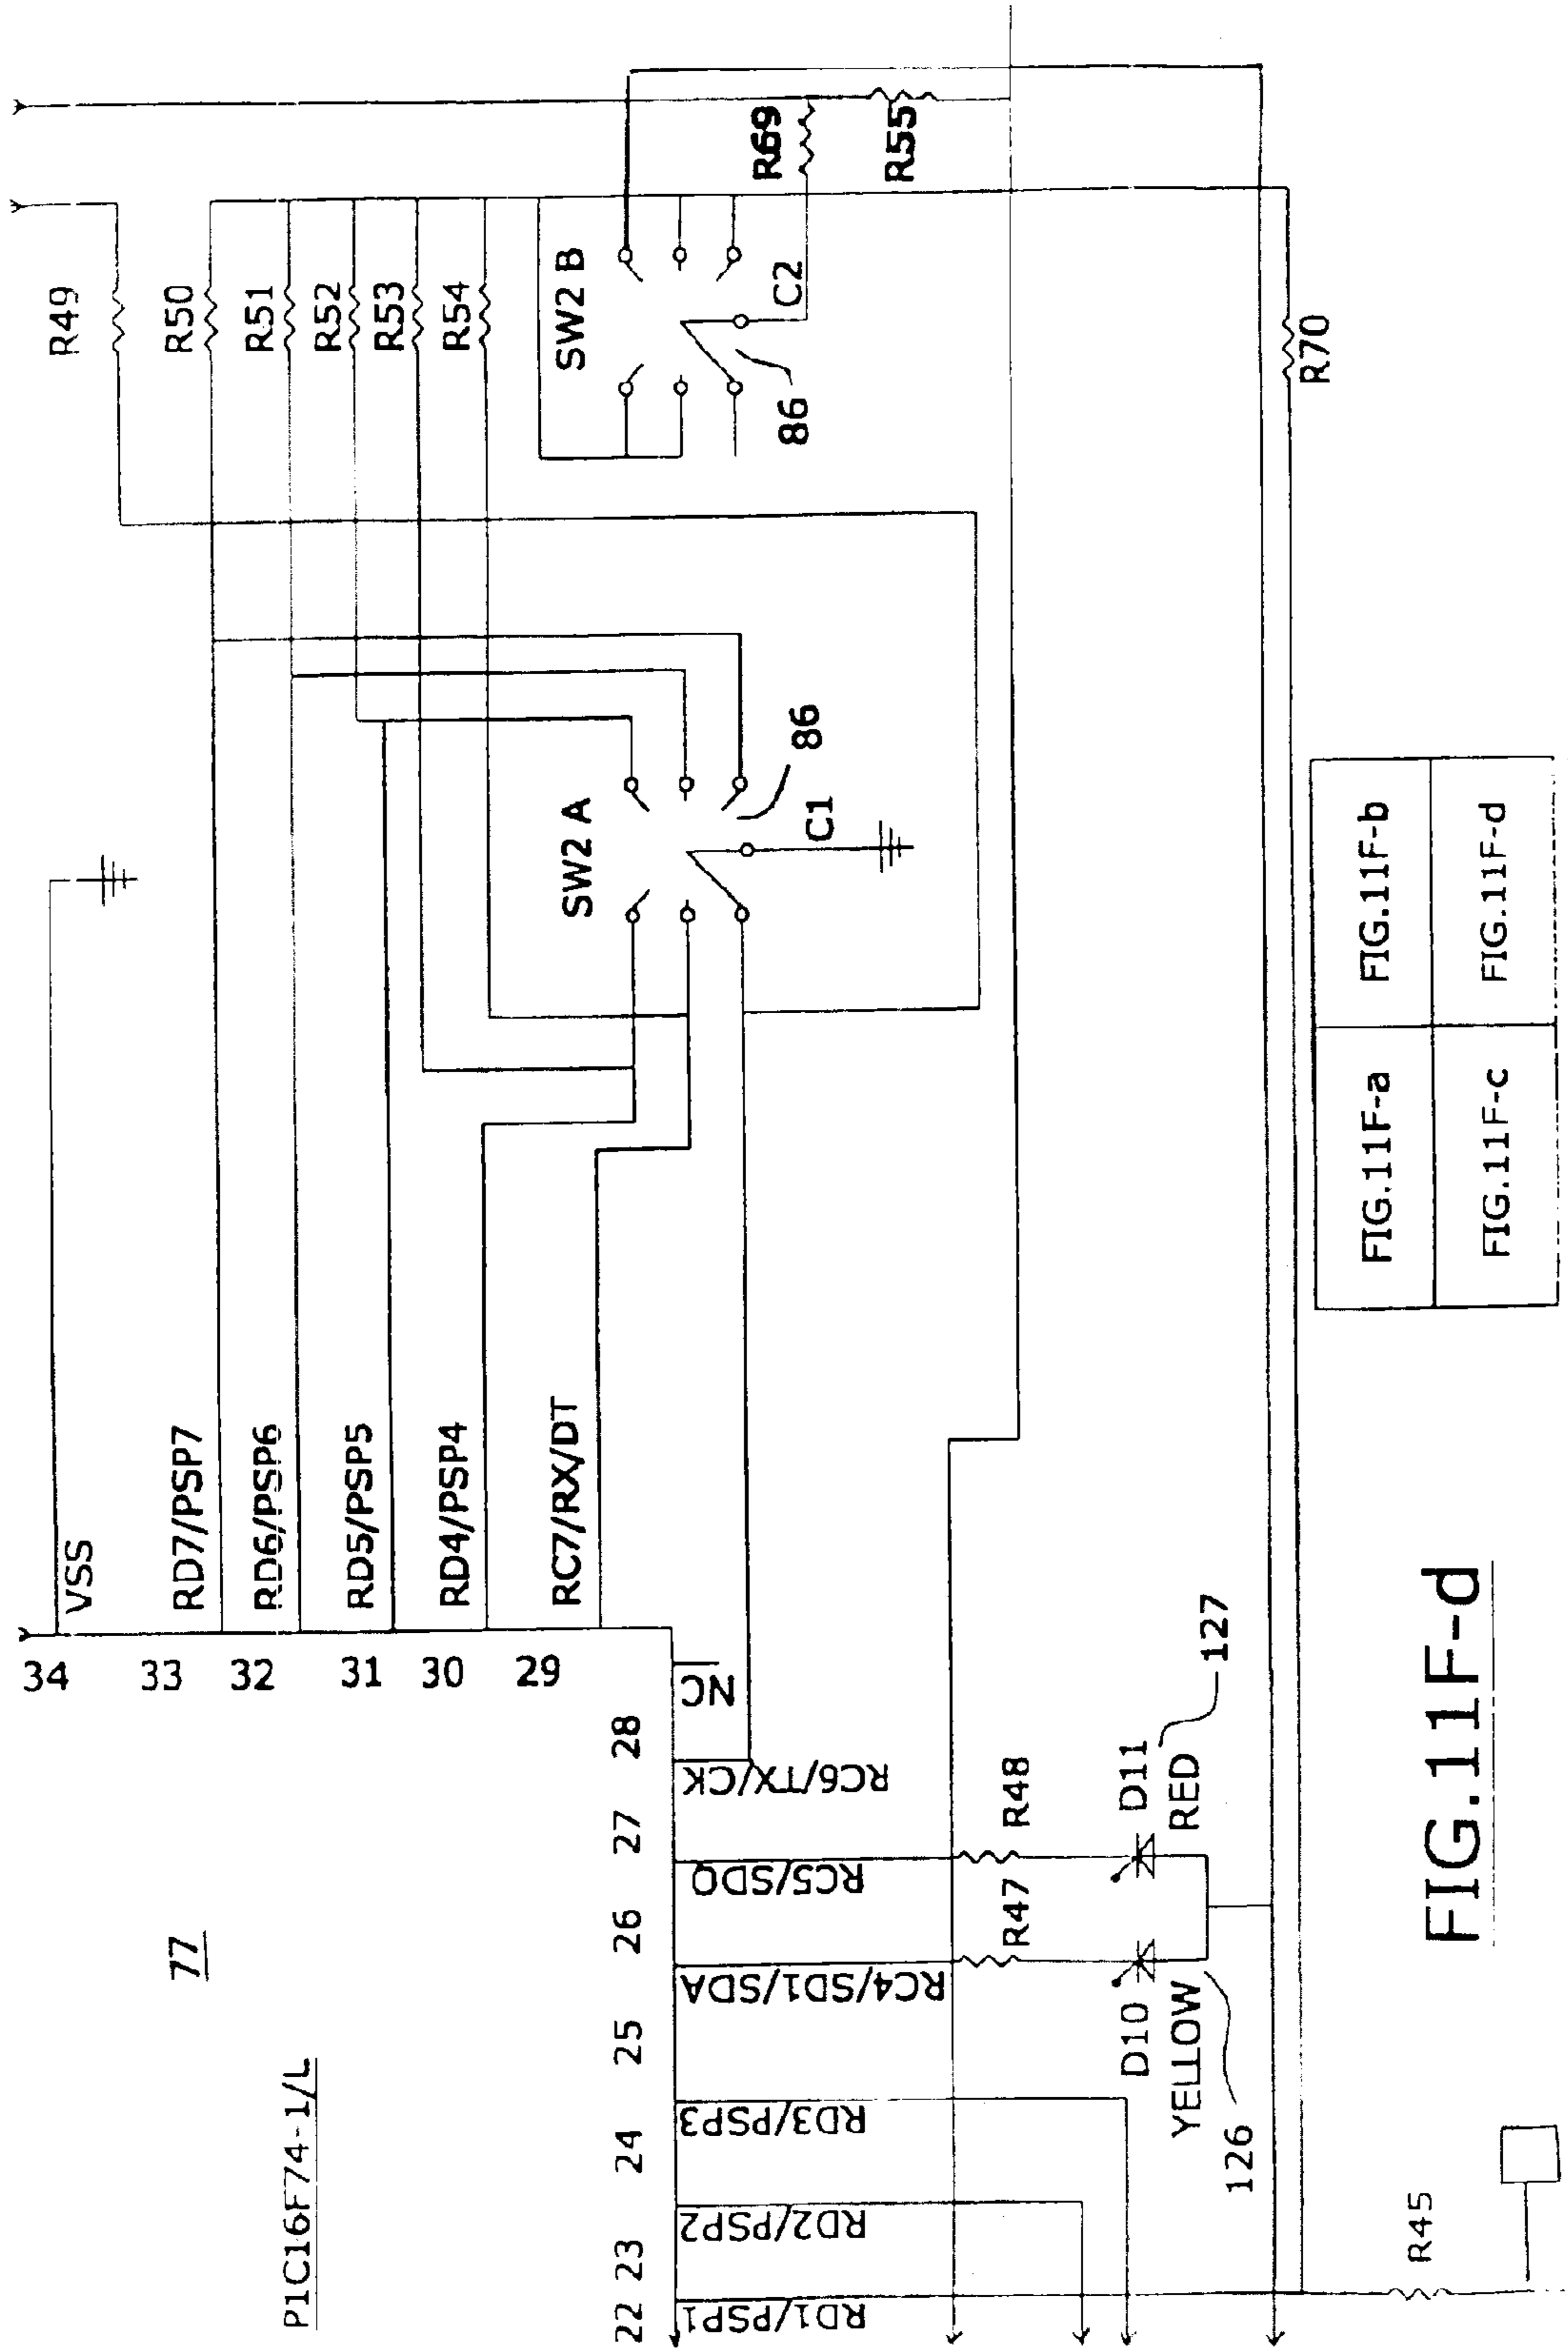 P1C16F74-1/L
77
34
VSS
33
RD7/PSP7
32
RD6/PSP6
31
RD5/PSP5
30
RD4/PSP4
29
RC7/RX/DT
22 23 24 25 26 27 28
RD1/PSP1
RD2/PSP2
RD3/PSP3
RC4/SD1/SDA
RC5/SDO
RC6/TX/CK
NC
R49
R50
R51
R52
R53
R54
SW2 A
C1
86
SW2 B
C2
86
R69
R55
R47
R48
D10
YELLOW
126
D11
RED
127
R70
R45
FIG.11F-a
FIG.11F-b
FIG.11F-c
FIG.11F-d
FIG.11F-d